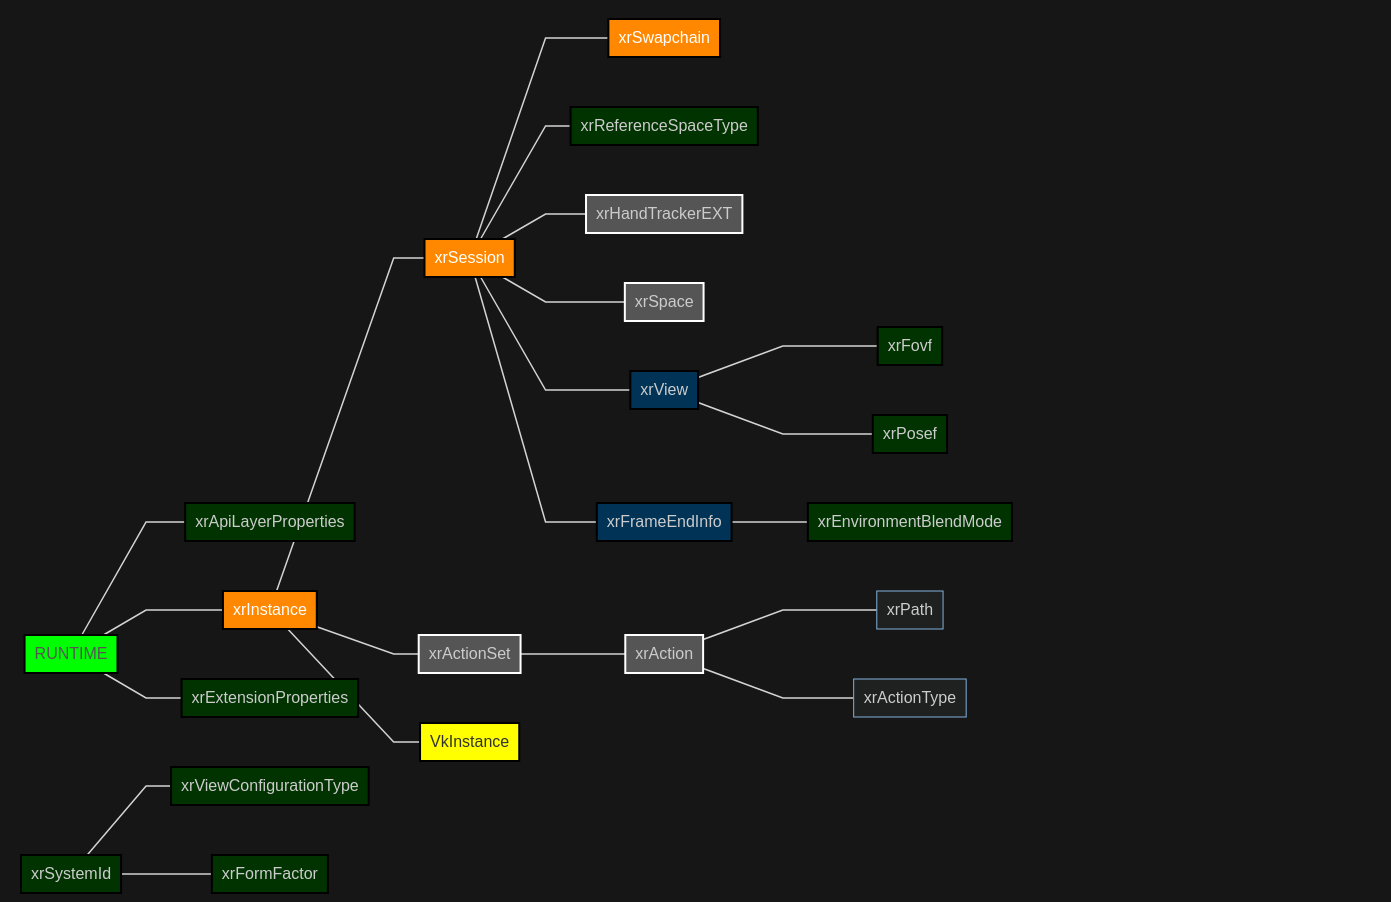 xrSwapchain
xrReferenceSpaceType
xrHandTrackerEXT
xrSession
xrSpace
xrFovf
xrView
xrPosef
xrApiLayerProperties
xrFrameEndInfo
xrEnvironmentBlendMode
xrInstance
xrPath
RUNTIME
xrActionSet
xrAction
xrExtensionProperties
xrActionType
VkInstance
xrViewConfigurationType
xrSystemId
xrFormFactor